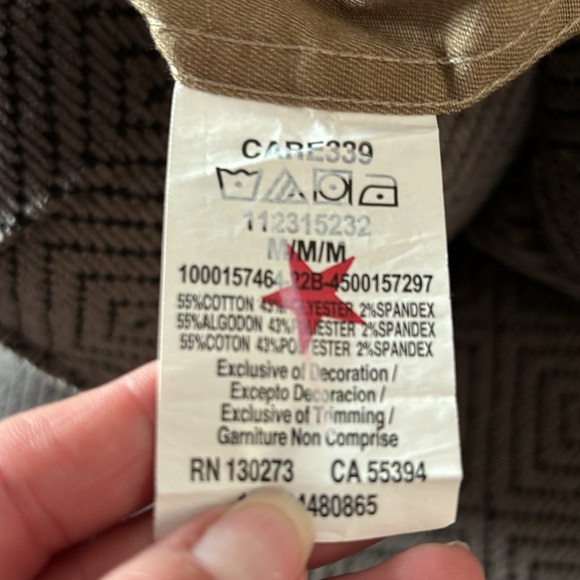 CARE339
112315232
M/M/M
1000157464-22B-4500157297
55%COTTON 43% POLYESTER 2%SPANDEX
55%ALGODON 43%POLIESTER 2%SPANDEX
55%COTON 43%POLYESTER 2%SPANDEX
Exclusive of Decoration /
Excepto Decoracion /
Exclusive of Trimming /
Garniture Non Comprise
RN 130273 CA 55394
4480865